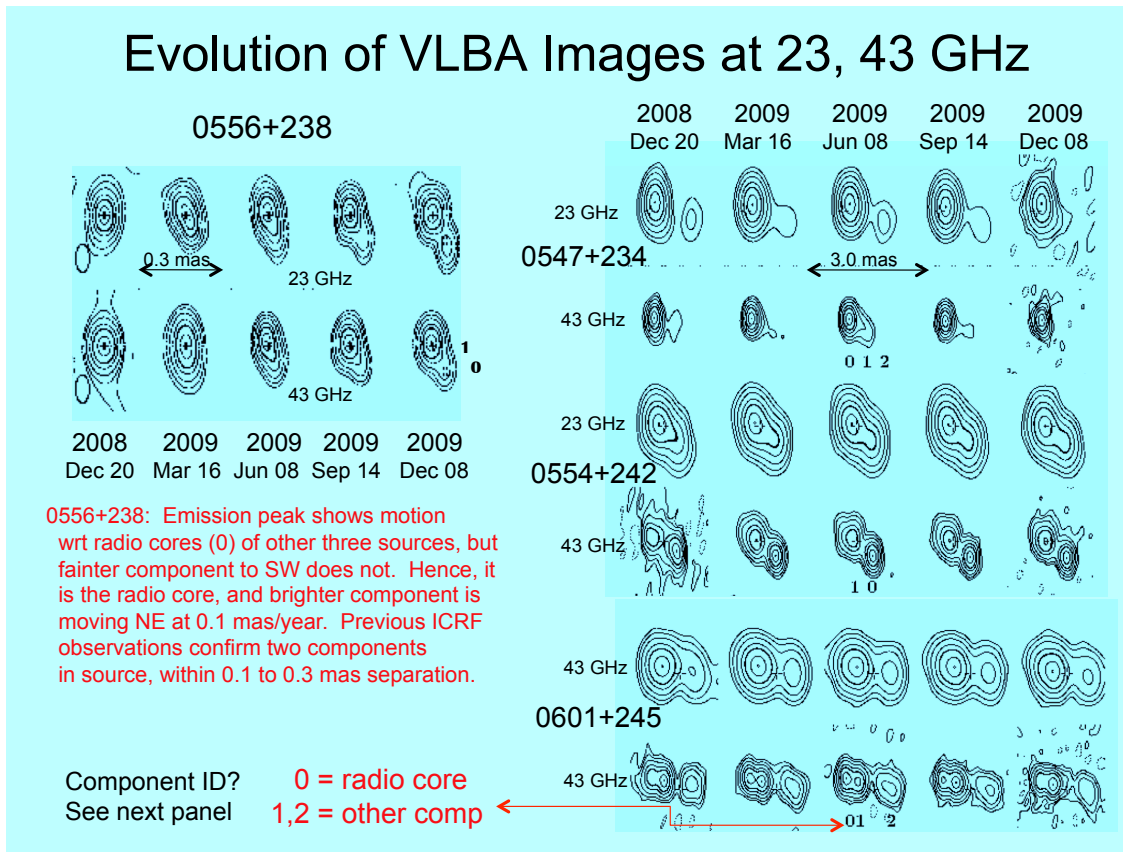 Evolution of VLBA Images at 23, 43 GHz
0556+238
0.3 mas
23 GHz
43 GHz
1
0
2008 2009 2009 2009 2009
Dec 20 Mar 16 Jun 08 Sep 14 Dec 08
0556+238: Emission peak shows motion
wrt radio cores (0) of other three sources, but
fainter component to SW does not. Hence, it
is the radio core, and brighter component is
moving NE at 0.1 mas/year. Previous ICRF
observations confirm two components
in source, within 0.1 to 0.3 mas separation.
Component ID?
See next panel
0 = radio core
1,2 = other comp
2008 2009 2009 2009 2009
Dec 20 Mar 16 Jun 08 Sep 14 Dec 08
23 GHz
0547+234
3.0 mas
43 GHz
0 1 2
23 GHz
0554+242
43 GHz
1 0
43 GHz
0601+245
43 GHz
01 2